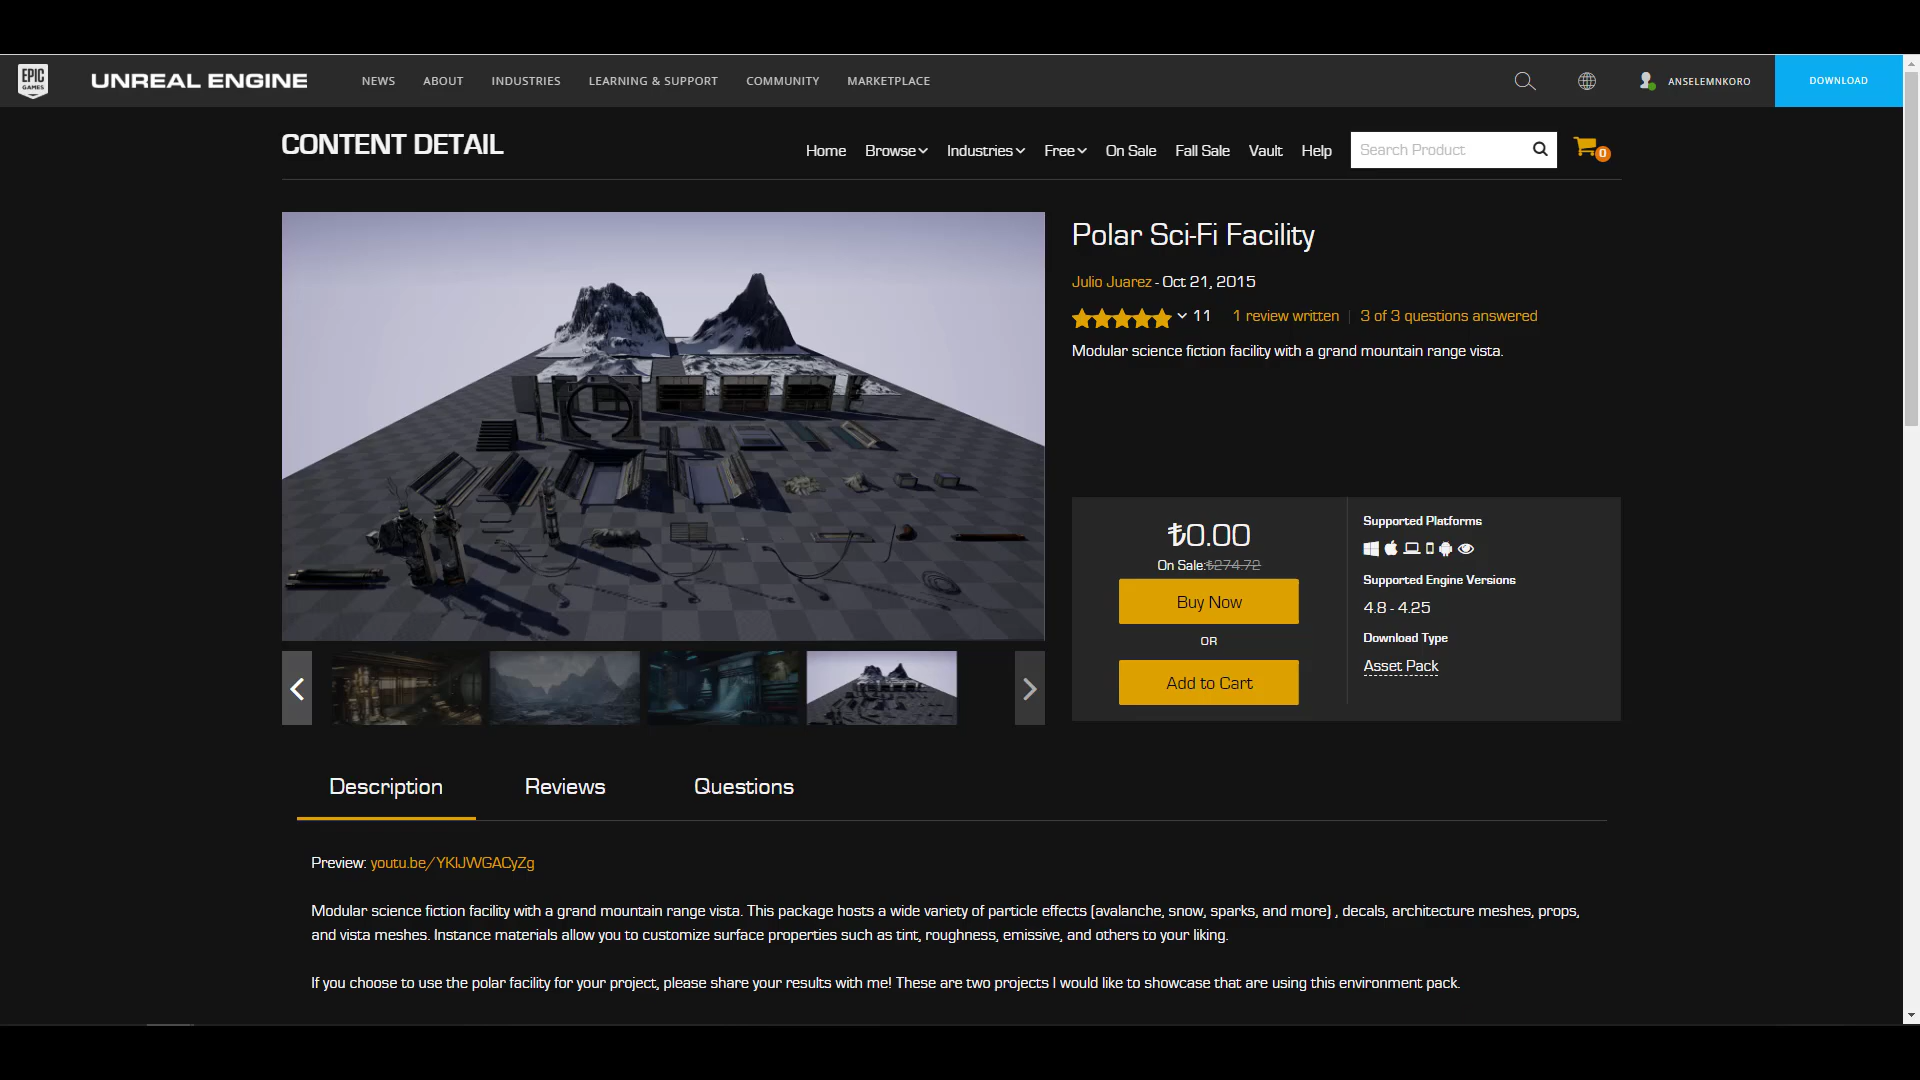 EPIC
GAMES
UNREAL ENGINE
NEWS
ABOUT
INDUSTRIES
LEARNING & SUPPORT
COMMUNITY
MARKETPLACE
ANSELEMNKORO
DOWNLOAD
CONTENT DETAIL
Home
Browse
Industries
Free
On Sale
Fall Sale
Vault
Help
Search Product
0
Polar Sci-Fi Facility
Julio Juarez - Oct 21, 2015
11
1 review written
3 of 3 questions answered
Modular science fiction facility with a grand mountain range vista.
₺0.00
On Sale:₺274.72
Buy Now
OR
Add to Cart
Supported Platforms
Supported Engine Versions
4.8 - 4.25
Download Type
Asset Pack
Description
Reviews
Questions
Preview: youtu.be/YKlJWGACyZg
Modular science fiction facility with a grand mountain range vista. This package hosts a wide variety of particle effects (avalanche, snow, sparks, and more) , decals, architecture meshes, props,
and vista meshes. Instance materials allow you to customize surface properties such as tint, roughness, emissive, and others to your liking.
If you choose to use the polar facility for your project, please share your results with me! These are two projects I would like to showcase that are using this environment pack.